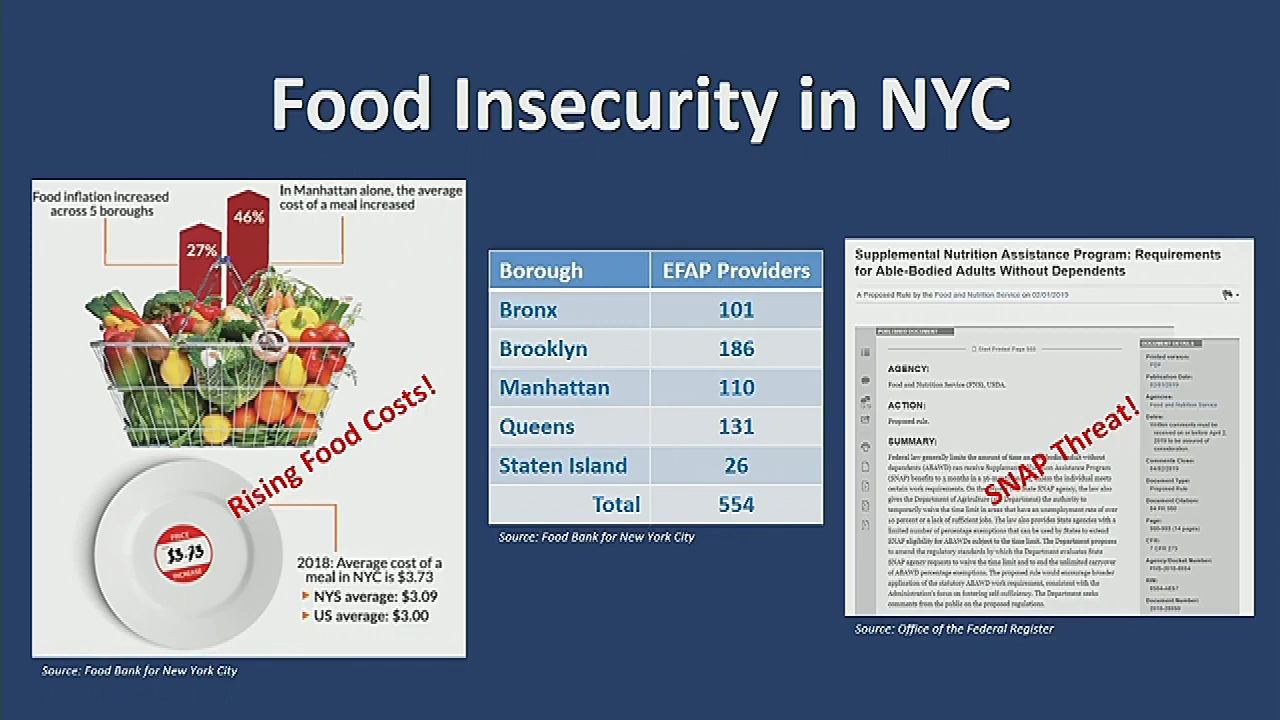 Food Insecurity in NYC
Food inflation increased
across 5 boroughs
27%
46%
In Manhattan alone, the average
cost of a meal increased
Rising Food Costs!
PRICE
$3.73
INCREASE
2018: Average cost of a
meal in NYC is $3.73
NYS average: $3.09
US average: $3.00
Source: Food Bank for New York City
Borough EFAP Providers
Bronx 101
Brooklyn 186
Manhattan 110
Queens 131
Staten Island 26
Total 554
Source: Food Bank for New York City
Supplemental Nutrition Assistance Program: Requirements
for Able-Bodied Adults Without Dependents
A Proposed Rule by the Food and Nutrition Service on 02/01/2019
PUBLISHED DOCUMENT
Start Printed Page 980
AGENCY:
Food and Nutrition Service (FNS), USDA.
ACTION:
Proposed rule.
SUMMARY:
Federal law generally limits the amount of time an adult without
dependents (ABAWD) can receive Supplemental Assistance Program
(SNAP) benefits to 3 months in a unless the individual meets
certain work requirements. On the State SNAP agency, the law also
gives the Department of Agriculture Department) the authority to
temporarily waive the time limit in areas that have an unemployment rate of over
10 percent or a lack of sufficient jobs. The law also provides State agencies with a
limited number of percentage exemptions that can be used by States to extend
SNAP eligibility for ABAWDs subject to the time limit. The Department proposes
to amend the regulatory standards by which the Department evaluates State
SNAP agency requests to waive the time limit and to end the unlimited carryover
of ABAWD percentage exemptions. The proposed rule would encourage broader
application of the statutory ABAWD work requirement, consistent with the
Administration's focus on fostering self-sufficiency. The Department seeks
comments from the public on the proposed regulations.
SNAP Threat!
DOCUMENT DETAILS
Printed version:
PDF
Publication Date:
02/01/2019
Agencies:
Food and Nutrition Service
Dates:
Written comments must be
received on or before April 2,
2019 to be assured of
consideration.
Comments Close:
04/02/2019
Document Type:
Proposed Rule
Document Citation:
84 FR 980
Page:
980-993 (14 pages)
CFR:
7 CFR 273
Agency/Docket Number:
FNS-2018-0004
RIN:
0584-AE57
Document Number:
Source: Office of the Federal Register